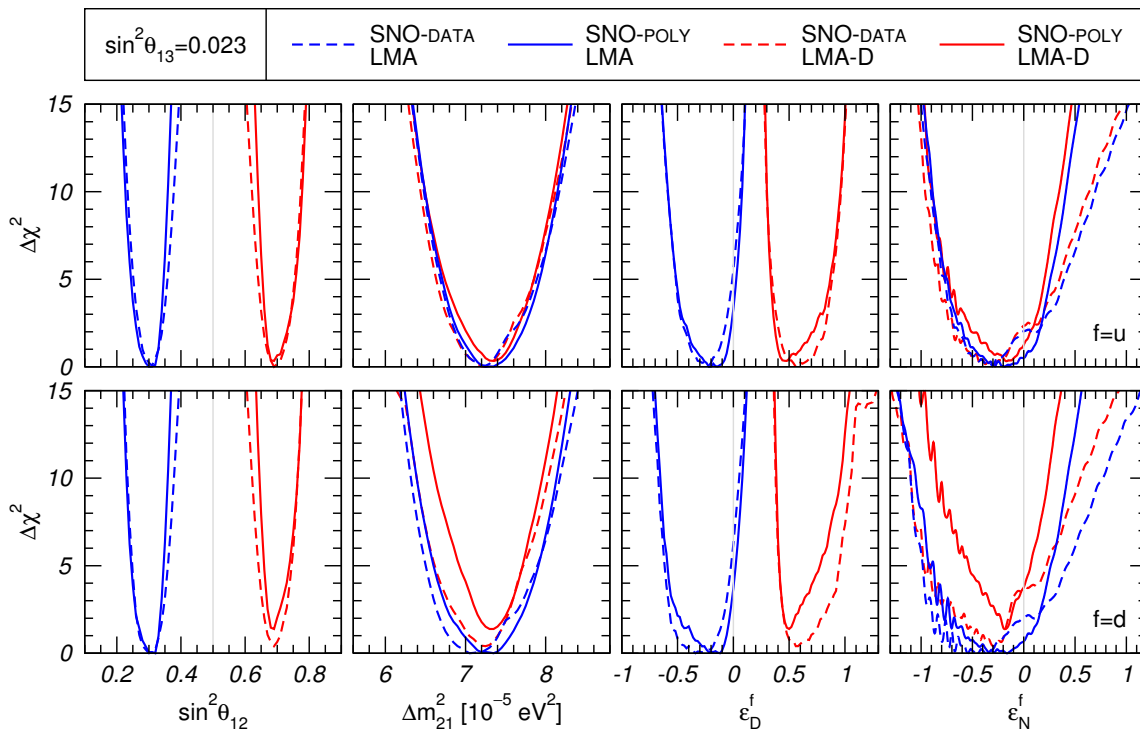 sin²θ₁₃=0.023
SNO-DATA LMA
SNO-POLY LMA
SNO-DATA LMA-D
SNO-POLY LMA-D
15
10
5
0
Δχ²
f=u
15
10
5
0
Δχ²
f=d
0.2 0.4 0.6 0.8
6 7 8
-1 -0.5 0 0.5 1
-1 -0.5 0 0.5 1
sin²θ₁₂
Δm²₂₁ [10⁻⁵ eV²]
ε_D^f
ε_N^f